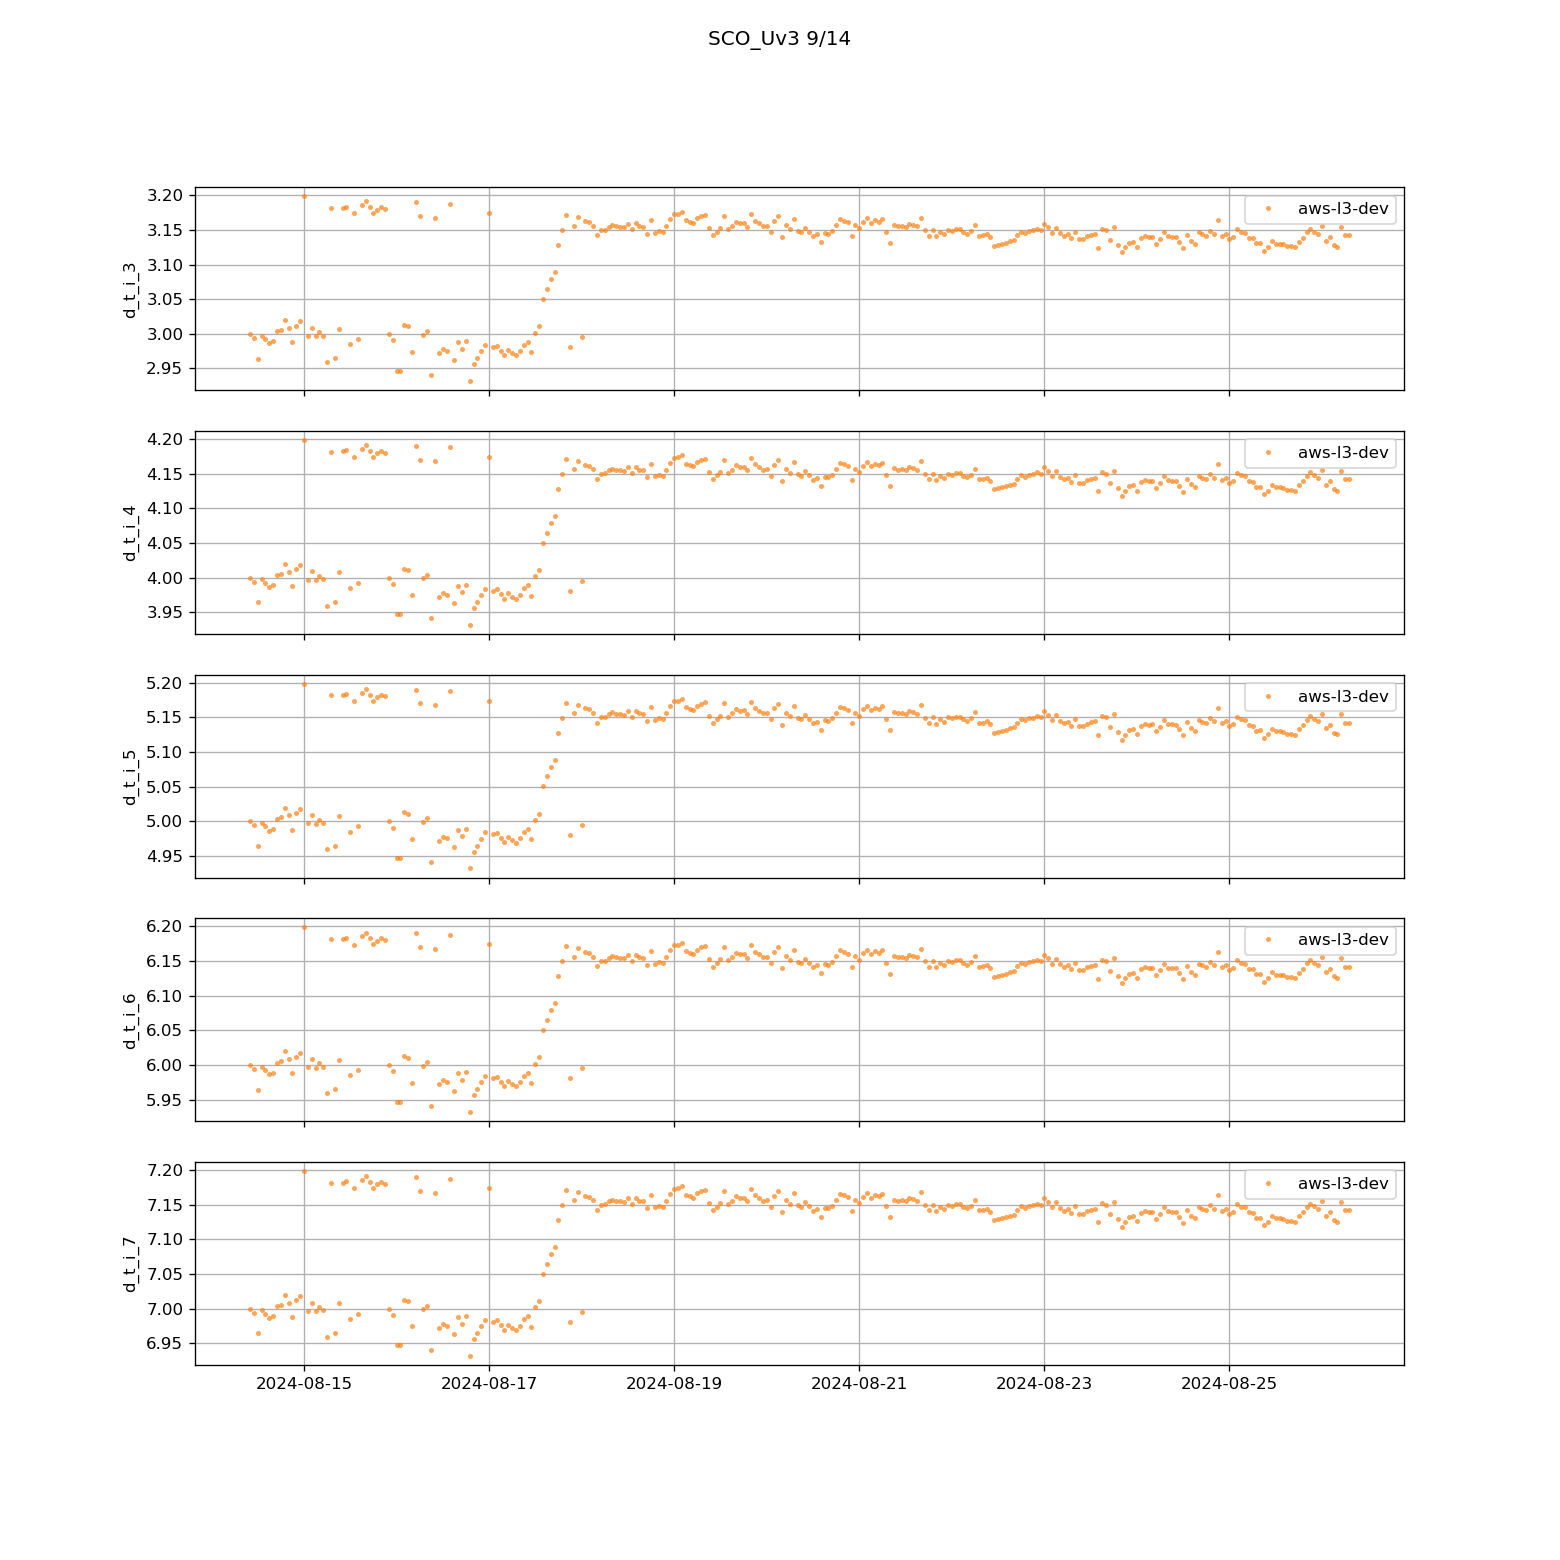 SCO_Uv3 9/14
3.20
3.15
3.10
3.05
3.00
2.95
d_t_i_3
aws-l3-dev
4.20
4.15
4.10
4.05
4.00
3.95
d_t_i_4
aws-l3-dev
5.20
5.15
5.10
5.05
5.00
4.95
d_t_i_5
aws-l3-dev
6.20
6.15
6.10
6.05
6.00
5.95
d_t_i_6
aws-l3-dev
7.20
7.15
7.10
7.05
7.00
6.95
d_t_i_7
aws-l3-dev
2024-08-15 2024-08-17 2024-08-19 2024-08-21 2024-08-23 2024-08-25